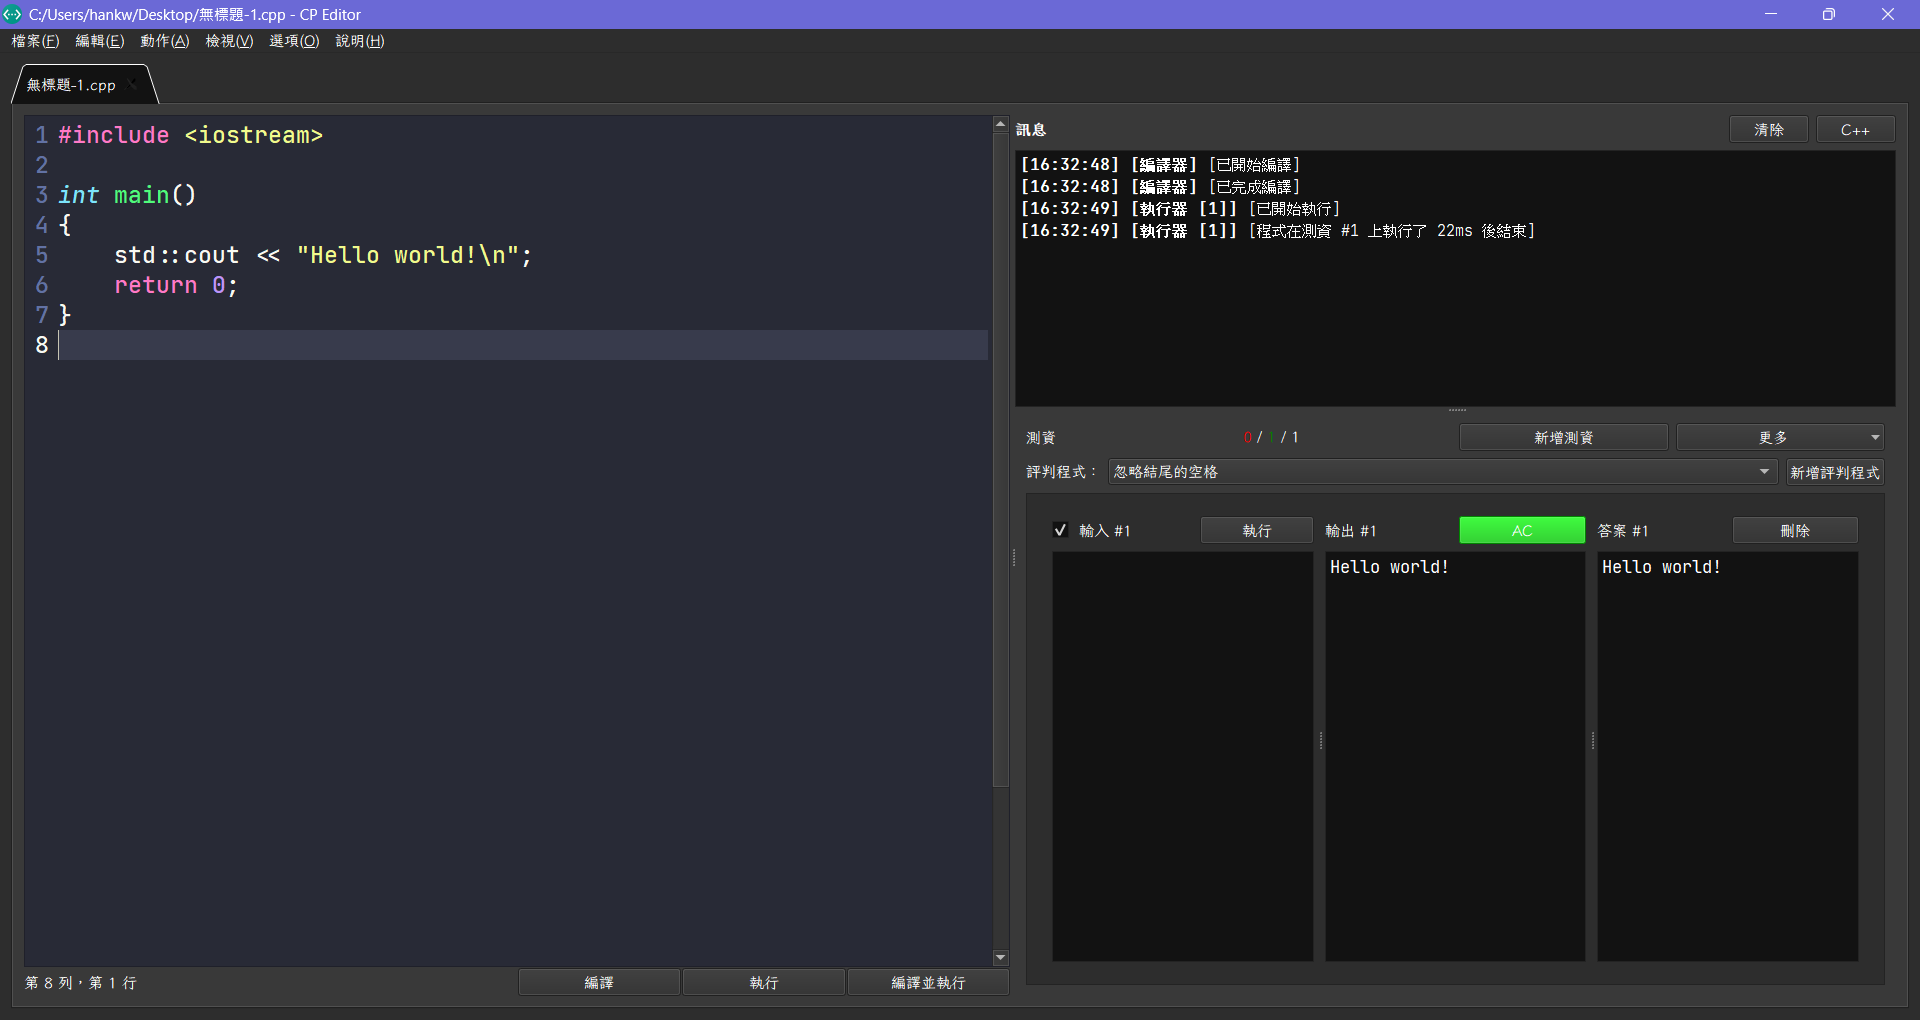 C:/Users/hankw/Desktop/無標題-1.cpp - CP Editor
檔案(F) 編輯(E) 動作(A) 檢視(V) 選項(O) 說明(H)
無標題-1.cpp
1 #include <iostream>
2
3 int main()
4 {
5 std::cout << "Hello world!\n";
6 return 0;
7 }
8
第 8 列，第 1 行
編譯 執行 編譯並執行
訊息 清除 C++
[16:32:48] [編譯器] [已開始編譯]
[16:32:48] [編譯器] [已完成編譯]
[16:32:49] [執行器 [1]] [已開始執行]
[16:32:49] [執行器 [1]] [程式在測資 #1 上執行了 22ms 後結束]
測資 0 / 1 / 1 新增測資 更多
評判程式： 忽略結尾的空格 新增評判程式
輸入 #1 執行 輸出 #1 AC 答案 #1 刪除
Hello world! Hello world!